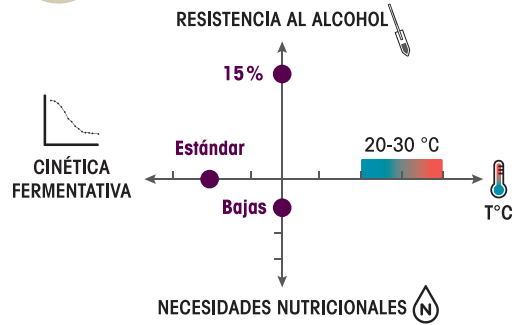 RESISTENCIA AL ALCOHOL
15%
Estándar
20-30 °C
CINÉTICA
FERMENTATIVA
Bajas
T°C
NECESIDADES NUTRICIONALES
N